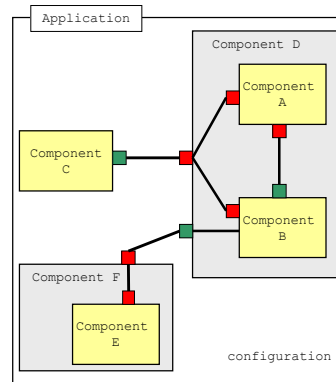 Application
Component D
Component
A
Component
C
Component
B
Component F
Component
E
configuration